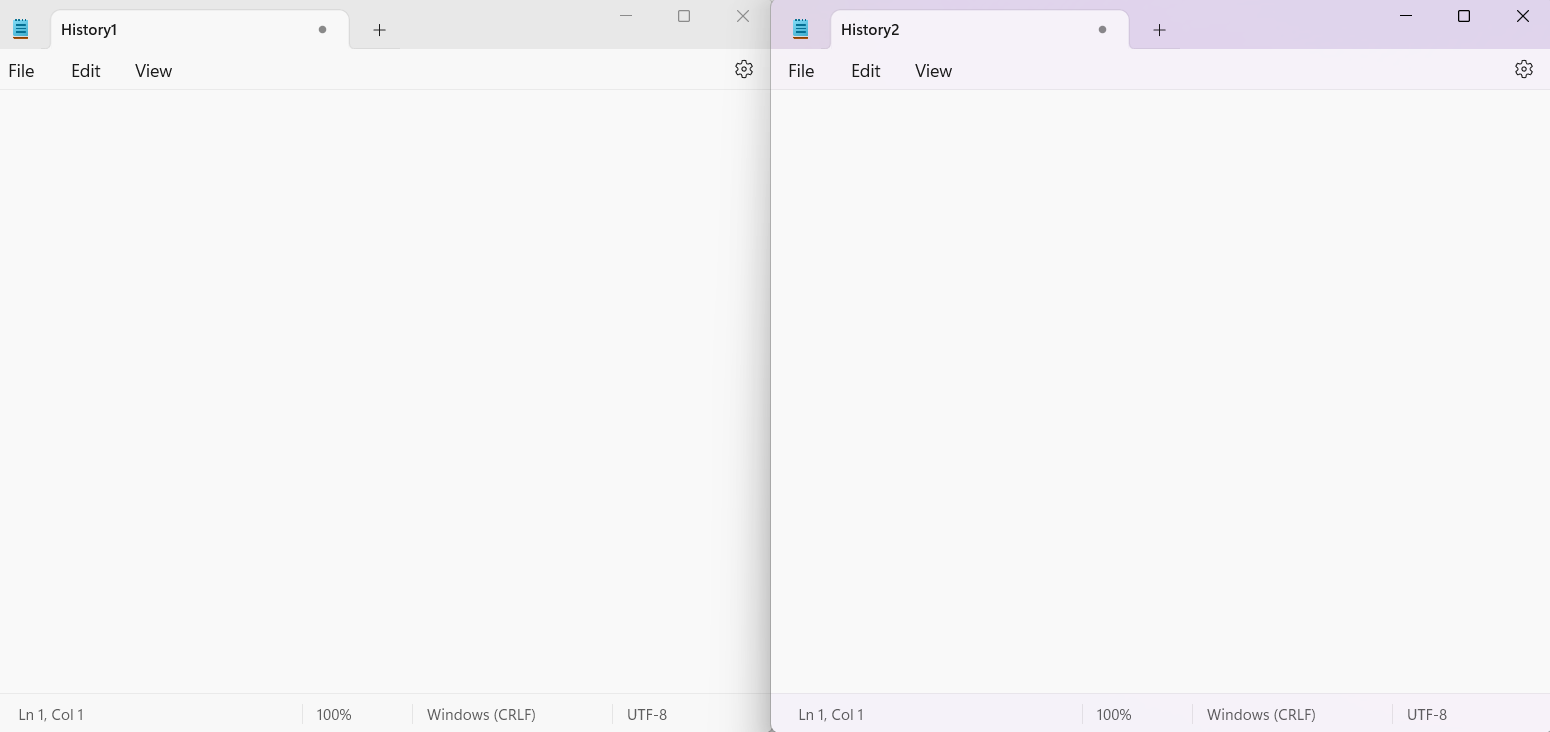 History1
File Edit View
Ln 1, Col 1 100% Windows (CRLF) UTF-8
History2
File Edit View
Ln 1, Col 1 100% Windows (CRLF) UTF-8